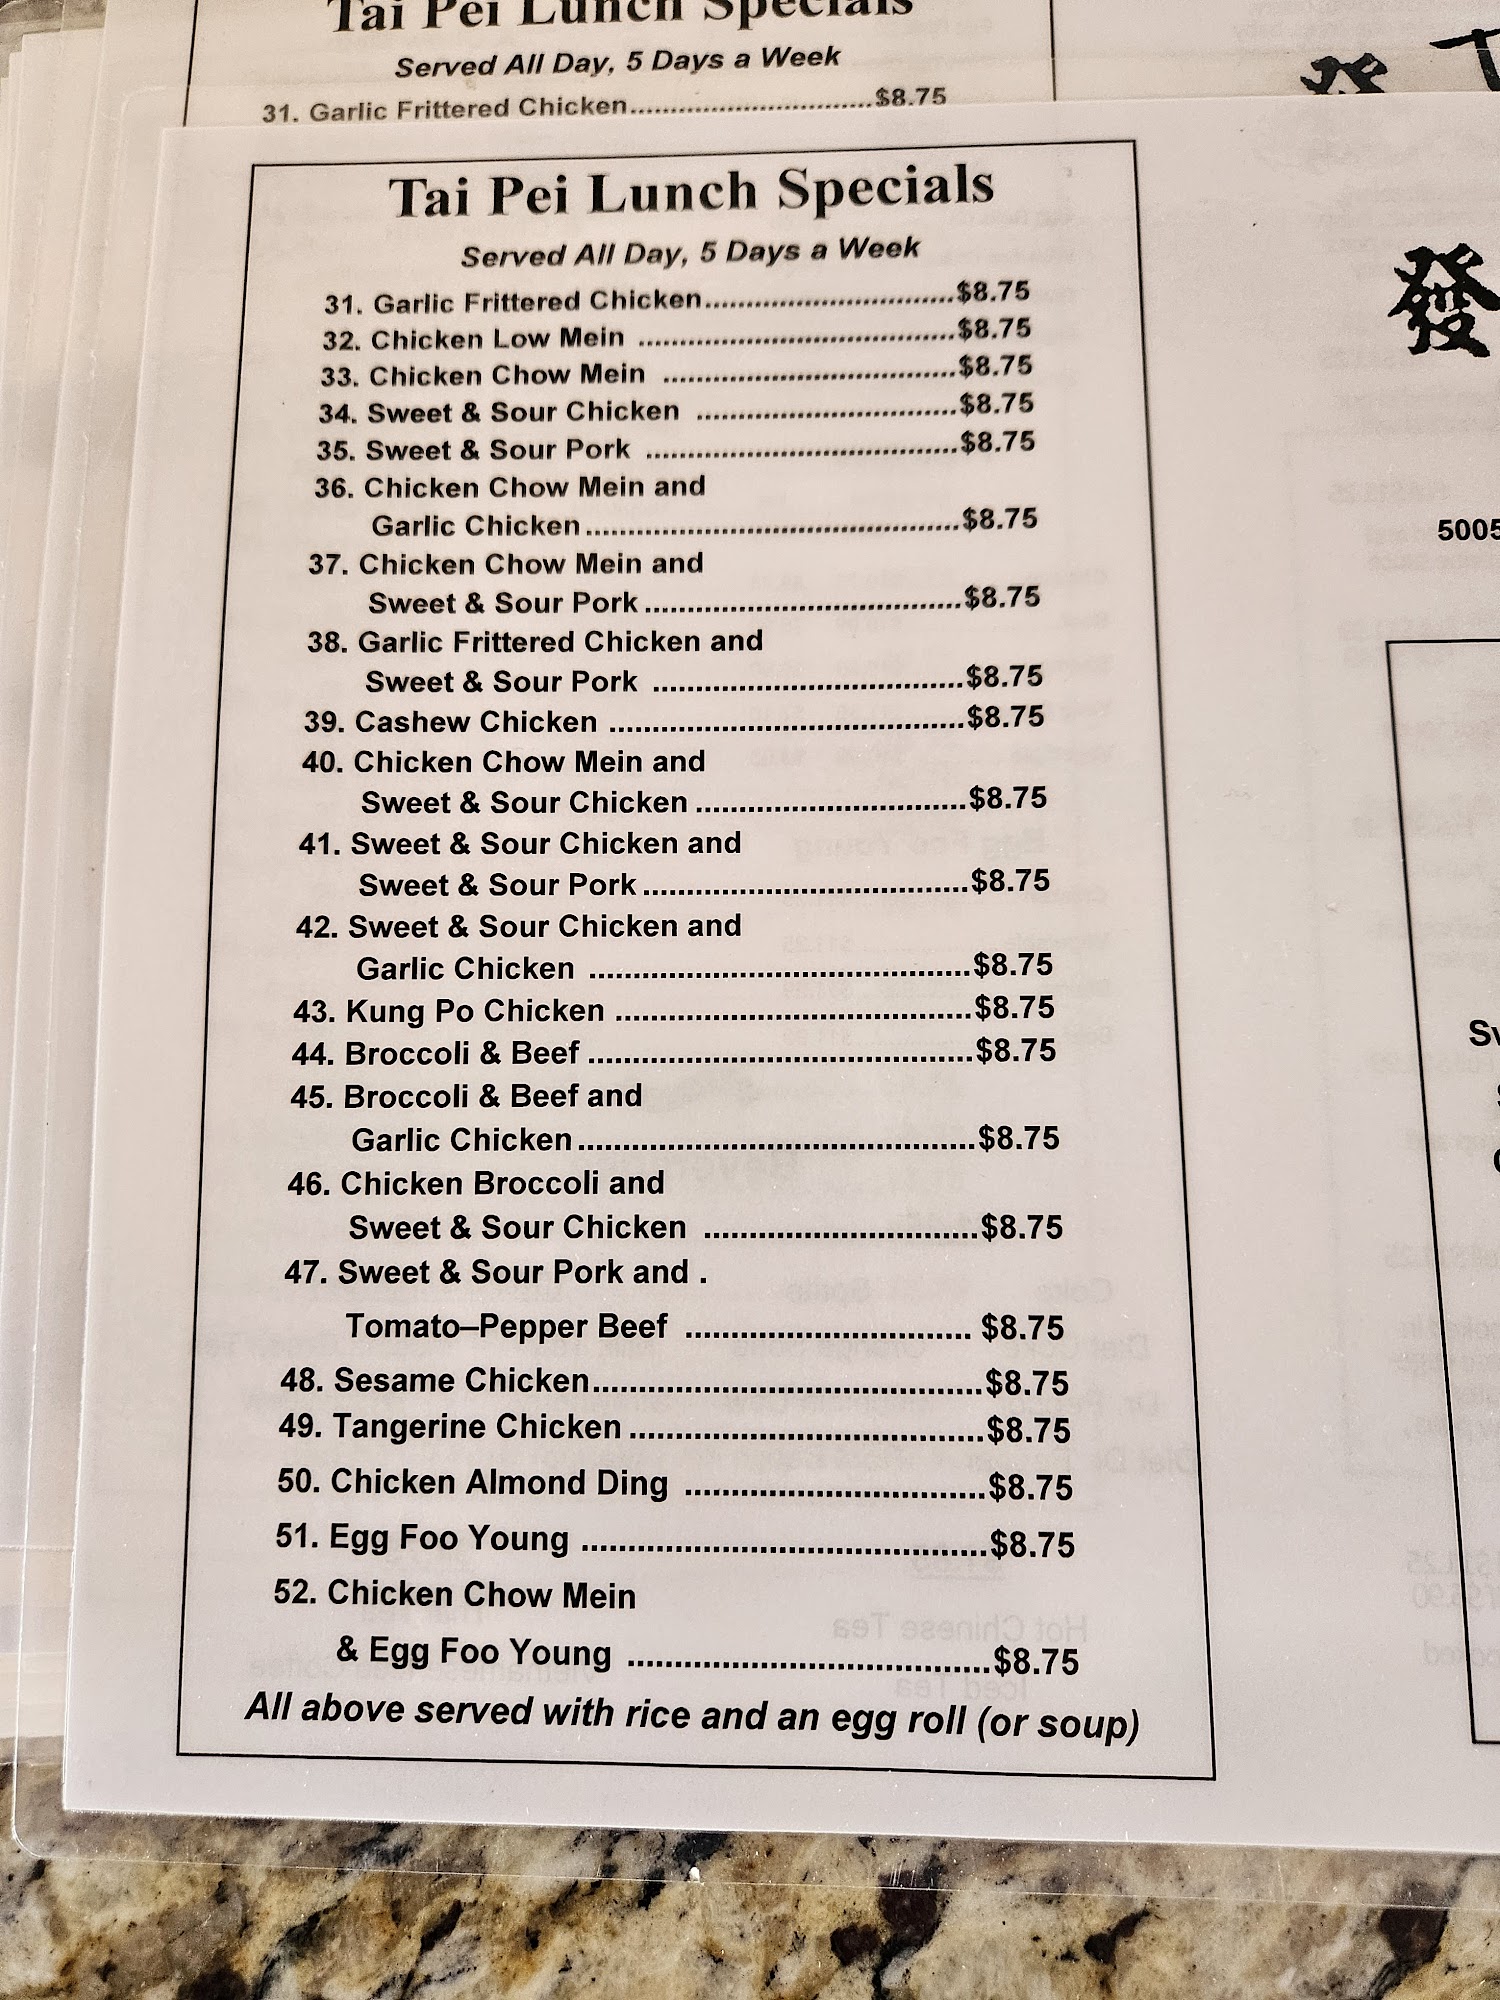 Tai Pei Lunch Specials
Served All Day, 5 Days a Week
31. Garlic Frittered Chicken............................$8.75
Tai Pei Lunch Specials
Served All Day, 5 Days a Week
31. Garlic Frittered Chicken............................$8.75
32. Chicken Low Mein ....................................$8.75
33. Chicken Chow Mein .................................$8.75
34. Sweet & Sour Chicken .............................$8.75
35. Sweet & Sour Pork ...................................$8.75
36. Chicken Chow Mein and
Garlic Chicken..........................................$8.75
37. Chicken Chow Mein and
Sweet & Sour Pork...................................$8.75
38. Garlic Frittered Chicken and
Sweet & Sour Pork ..................................$8.75
39. Cashew Chicken .......................................$8.75
40. Chicken Chow Mein and
Sweet & Sour Chicken..............................$8.75
41. Sweet & Sour Chicken and
Sweet & Sour Pork....................................$8.75
42. Sweet & Sour Chicken and
Garlic Chicken ..........................................$8.75
43. Kung Po Chicken .......................................$8.75
44. Broccoli & Beef..........................................$8.75
45. Broccoli & Beef and
Garlic Chicken...........................................$8.75
46. Chicken Broccoli and
Sweet & Sour Chicken ..............................$8.75
47. Sweet & Sour Pork and .
Tomato–Pepper Beef ................................ $8.75
48. Sesame Chicken...........................................$8.75
49. Tangerine Chicken.......................................$8.75
50. Chicken Almond Ding .................................$8.75
51. Egg Foo Young .............................................$8.75
52. Chicken Chow Mein
& Egg Foo Young ........................................$8.75
All above served with rice and an egg roll (or soup)
發
發
5005